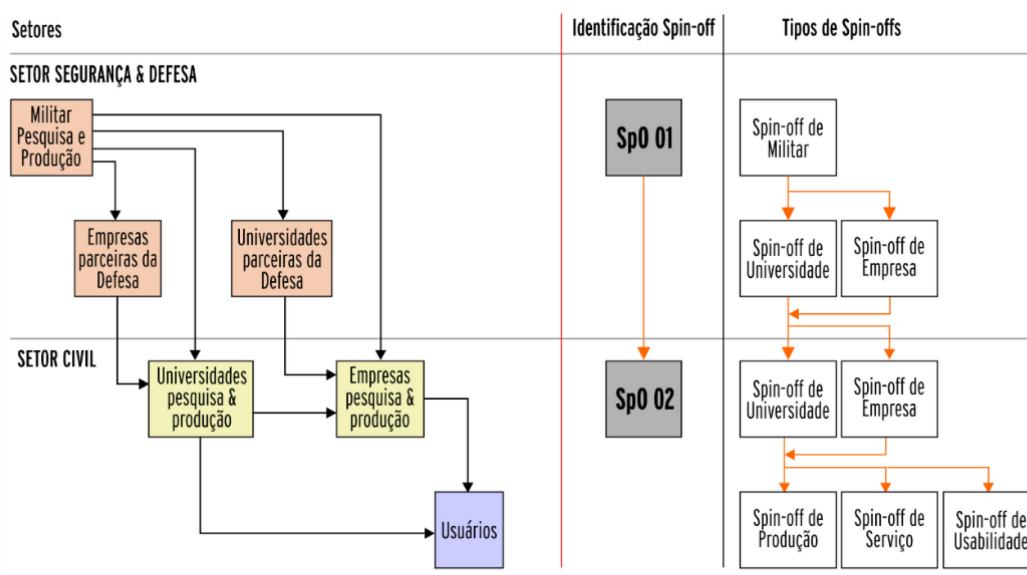 Setores
Identificação Spin-off
Tipos de Spin-offs
SETOR SEGURANÇA & DEFESA
Militar
Pesquisa e
Produção
SpO 01
Spin-off de
Militar
Empresas
parceiras da
Defesa
Universidades
parceiras da
Defesa
Spin-off de
Universidade
Spin-off de
Empresa
SETOR CIVIL
Universidades
pesquisa &
produção
Empresas
pesquisa &
produção
SpO 02
Spin-off de
Universidade
Spin-off de
Empresa
Usuários
Spin-off de
Produção
Spin-off de
Serviço
Spin-off de
Usabilidade